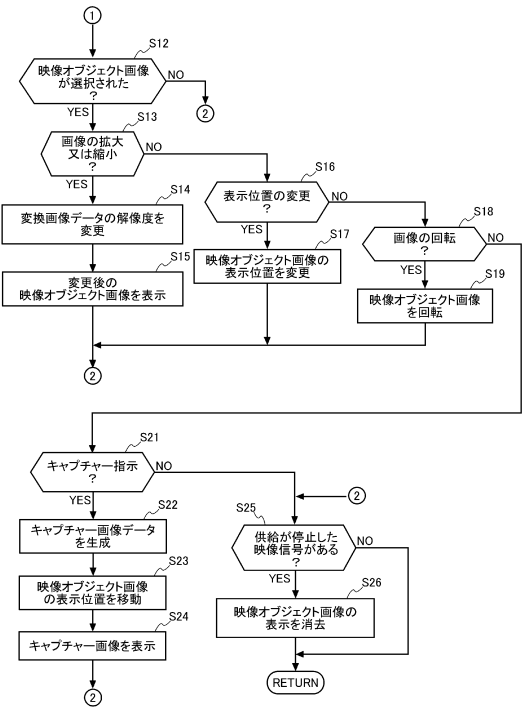 1
S12
映像オブジェクト画像
が選択された
?
NO
2
YES
S13
画像の拡大
又は縮小
?
NO
YES
S14
変換画像データの解像度を
変更
S15
変更後の
映像オブジェクト画像を表示
2
S16
表示位置の変更
?
NO
YES
S17
映像オブジェクト画像の
表示位置を変更
S18
画像の回転
?
NO
YES
S19
映像オブジェクト画像
を回転
S21
キャプチャー指示
?
NO
YES
S22
キャプチャー画像データ
を生成
S23
映像オブジェクト画像
の表示位置を移動
S24
キャプチャー画像を表示
2
2
S25
供給が停止した
映像信号がある
?
NO
YES
S26
映像オブジェクト画像の
表示を消去
RETURN